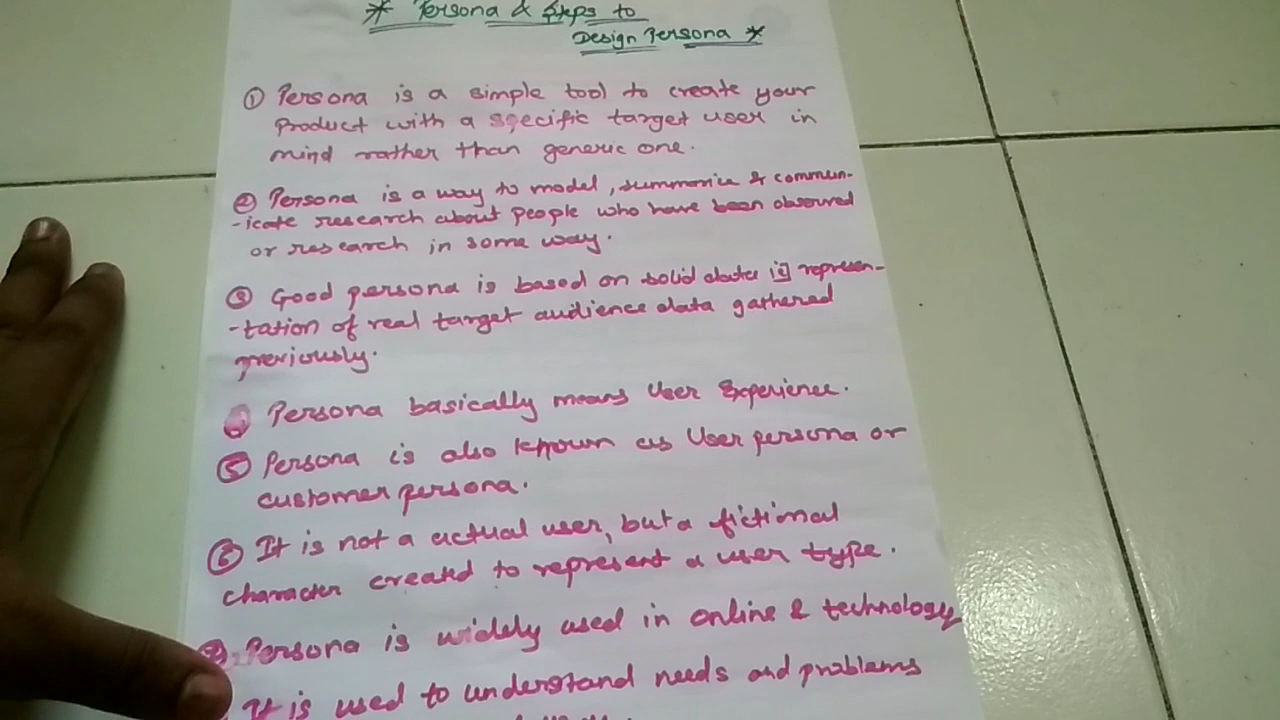 * Persona & Steps to
Design Persona *
① Persona is a simple tool to create your
Product with a specific target user in
mind rather than generic one.
② Persona is a way to model, summarize & commun-
-icate research about people who have been observed
or research in some way.
③ Good persona is based on solid data represen-
-tation of real target audience data gathered
previously.
④ Persona basically means User Experience.
⑤ Persona is also known as User persona or
customer persona.
⑥ It is not a actual user, but a fictional
character created to represent a user type.
Persona is widely used in online & technology
It is used to understand needs and problems